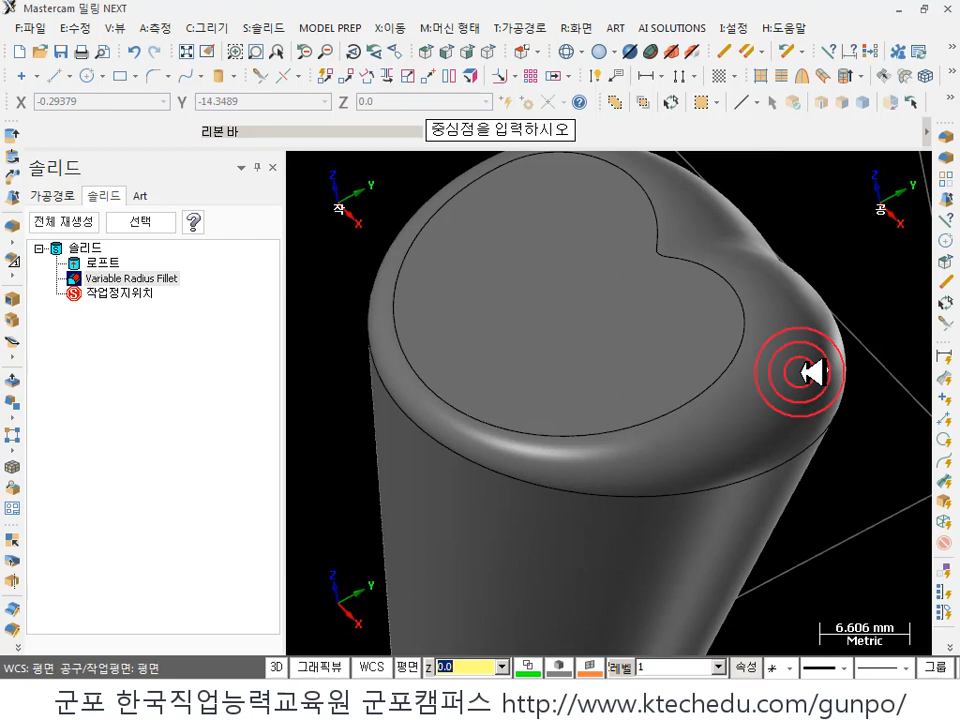 Mastercam 밀링 NEXT
F:파일 E:수정 V:뷰 A:측정 C:그리기 S:솔리드 MODEL PREP X:이동 M:머신 형태 T:가공경로 R:화면 ART AI SOLUTIONS I:설정 H:도움말
X -0.29379 Y -14.3489 Z 0.0
리본 바 중심점을 입력하시오
솔리드
가공경로 솔리드 Art
전체 재생성 선택
솔리드
로프트
Variable Radius Fillet
작업정지위치
Z Y X 작
Z Y X 공
Z Y X
6.606 mm
Metric
WCS: 평면 공구/작업평면: 평면 3D 그래픽뷰 WCS 평면 Z 0.0 레벨 1 속성 그룹
군포 한국직업능력교육원 군포캠퍼스 http://www.ktechedu.com/gunpo/